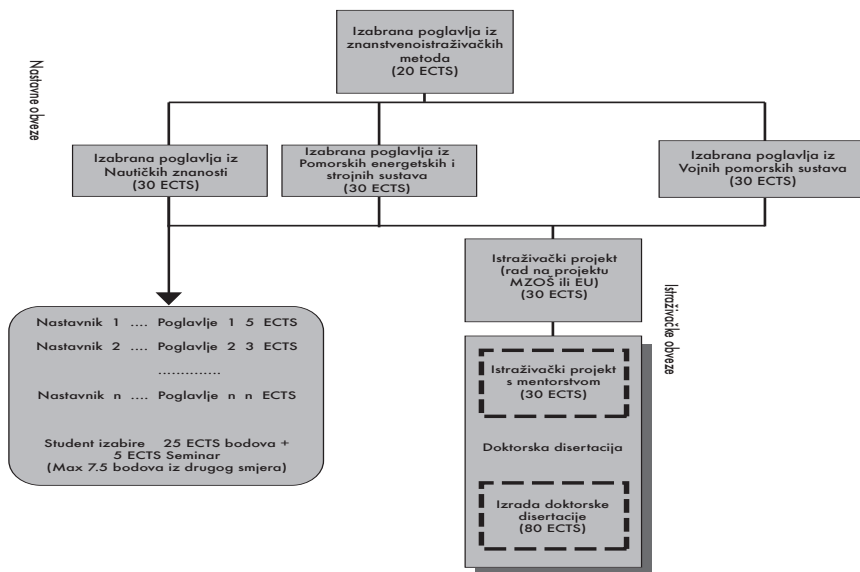 Izabrana poglavlja iz
znanstvenoistraživačkih
metoda
(20 ECTS)
Nastavne obveze
Izabrana poglavlja iz
Nautičkih znanosti
(30 ECTS)
Izabrana poglavlja iz
Pomorskih energetskih i
strojnih sustava
(30 ECTS)
Izabrana poglavlja iz
Vojnih pomorskih sustava
(30 ECTS)
Istraživački projekt
(rad na projektu
MZOŠ ili EU)
(30 ECTS)
Istraživačke obveze
Nastavnik 1 .... Poglavlje 1 5 ECTS
Nastavnik 2 .... Poglavlje 2 3 ECTS
..............
Nastavnik n .... Poglavlje n n ECTS
Student izabire 25 ECTS bodova +
5 ECTS Seminar
(Max 7.5 bodova iz drugog smjera)
Istraživački projekt
s mentorstvom
(30 ECTS)
Doktorska disertacija
Izrada doktorske
disertacije
(80 ECTS)